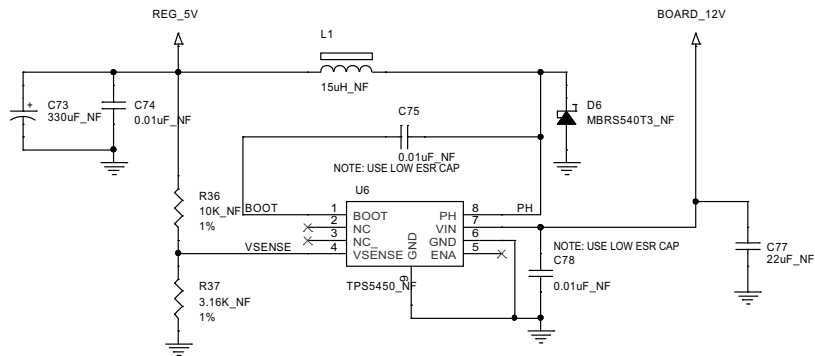 REG_5V
BOARD_12V
L1
15uH_NF
C73
330uF_NF
C74
0.01uF_NF
C75
0.01uF_NF
NOTE: USE LOW ESR CAP
D6
MBRS540T3_NF
U6
R36
10K_NF
1%
BOOT
1
BOOT
PH
8
PH
2
NC
VIN
7
3
NC_
GND
6
VSENSE
4
VSENSE
GND
ENA
5
9
TPS5450_NF
NOTE: USE LOW ESR CAP
C78
0.01uF_NF
C77
22uF_NF
R37
3.16K_NF
1%